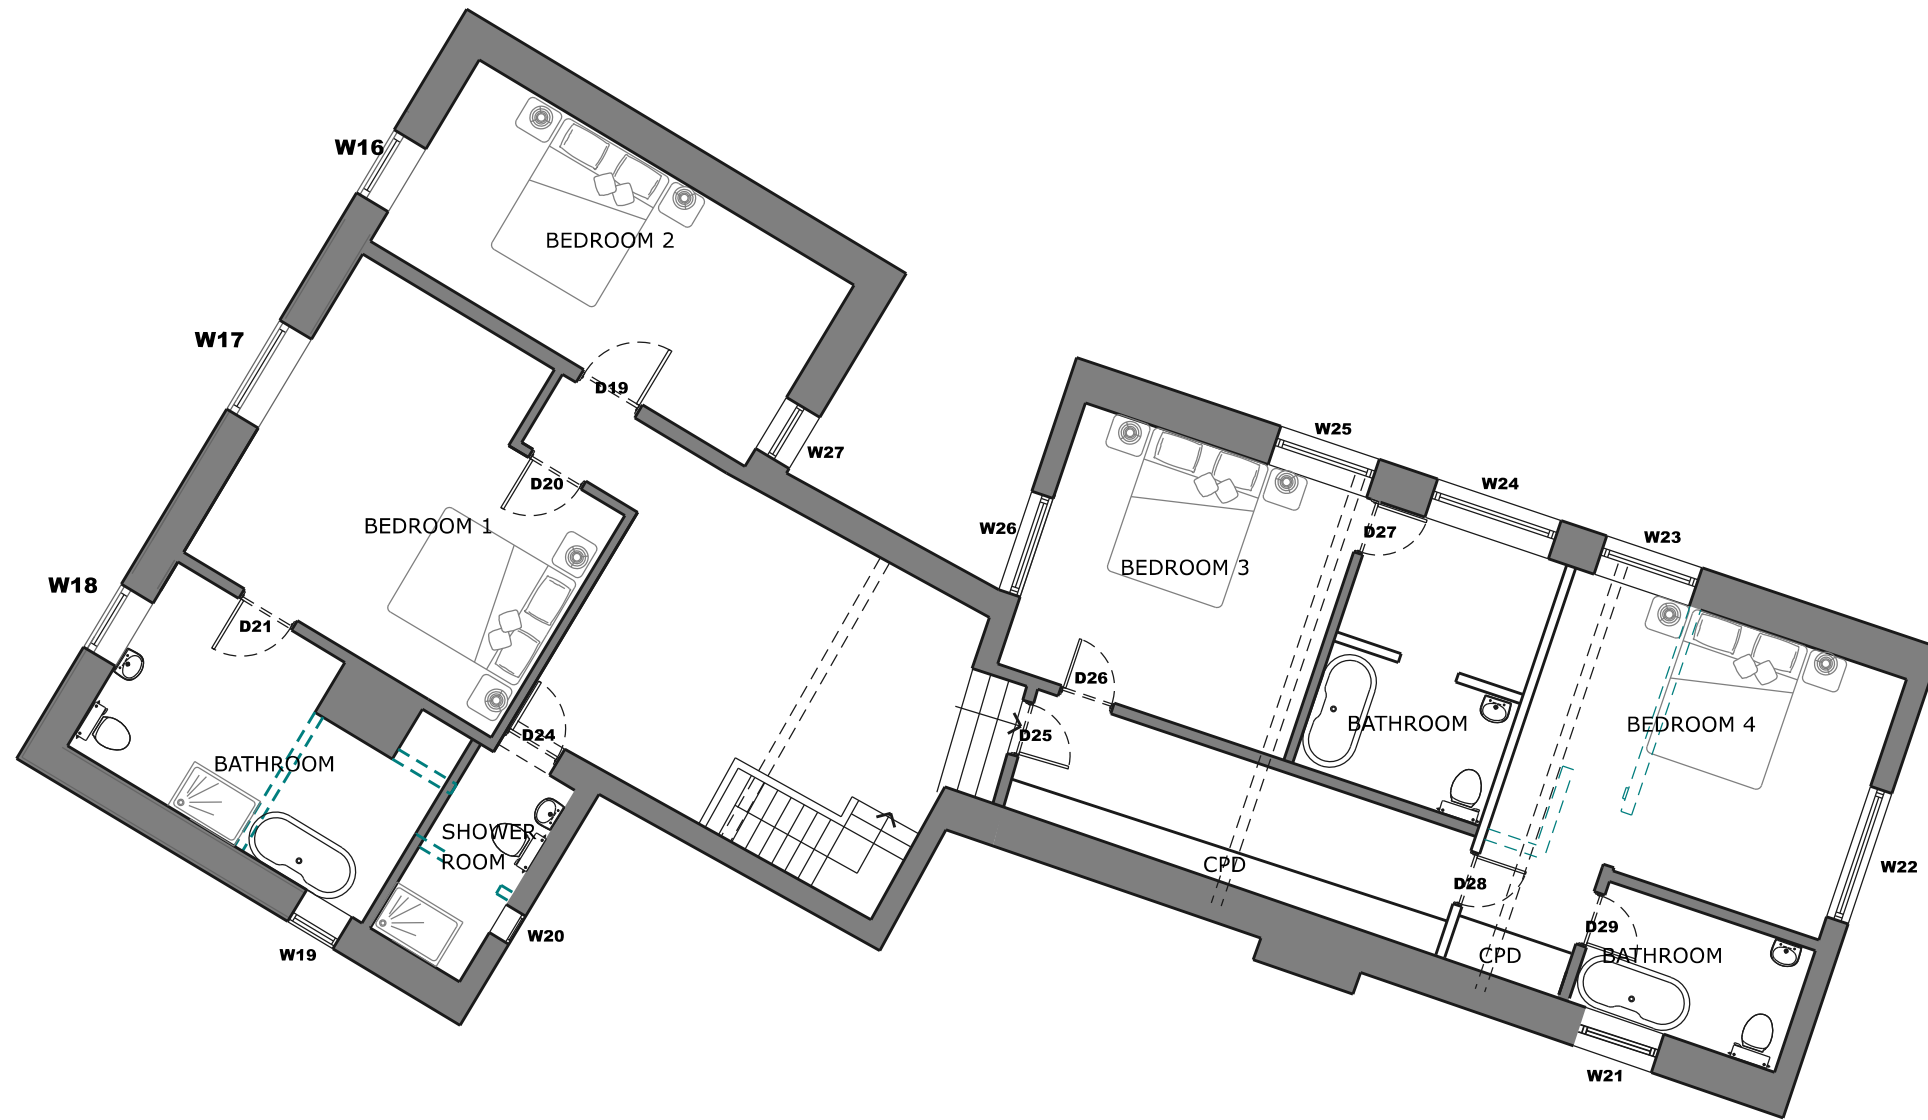 W16
BEDROOM 2
W17
D19
W27
W25
D20
W24
BEDROOM 1
W26
D27
W23
BEDROOM 3
W18
D21
D26
BATHROOM
BEDROOM 4
D24
D25
BATHROOM
SHOWER
ROOM
CPD
W22
D28
W20
D29
W19
CPD
BATHROOM
W21